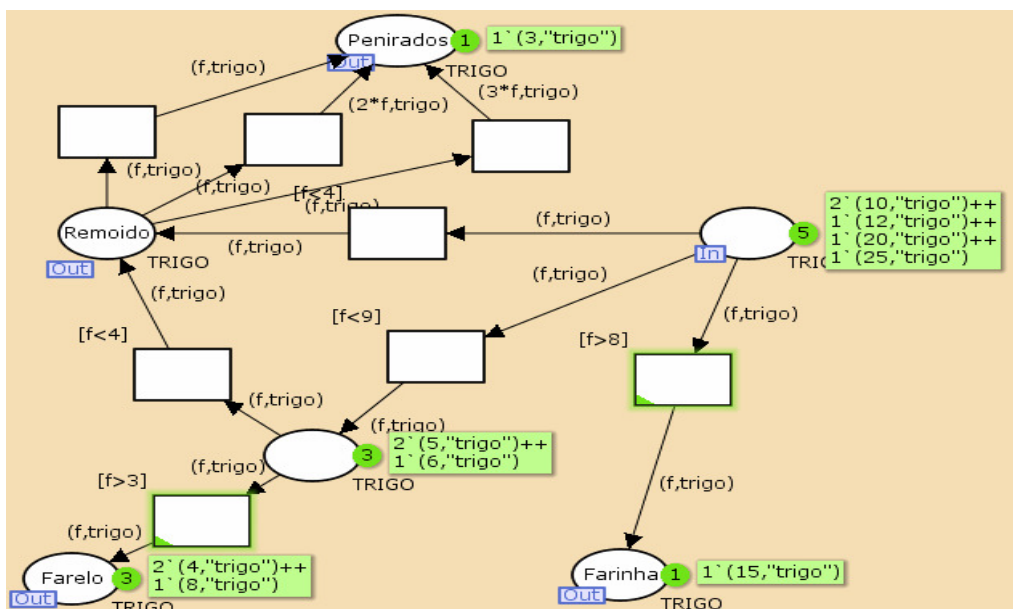 Penirados
1
1`(3,"trigo")
Out
TRIGO
(f,trigo)
(2*f,trigo)
(3*f,trigo)
(f,trigo)
(f,trigo)
[f<4]
(f,trigo)
Remoido
Out
TRIGO
(f,trigo)
(f,trigo)
5
2`(10,"trigo")++
1`(12,"trigo")++
1`(20,"trigo")++
1`(25,"trigo")
In
(f,trigo)
(f,trigo)
(f,trigo)
[f<4]
[f<9]
[f>8]
(f,trigo)
(f,trigo)
3
2`(5,"trigo")++
1`(6,"trigo")
TRIGO
(f,trigo)
[f>3]
(f,trigo)
(f,trigo)
Farelo
3
2`(4,"trigo")++
1`(8,"trigo")
Out
TRIGO
Farinha
1
1`(15,"trigo")
Out
TRIGO